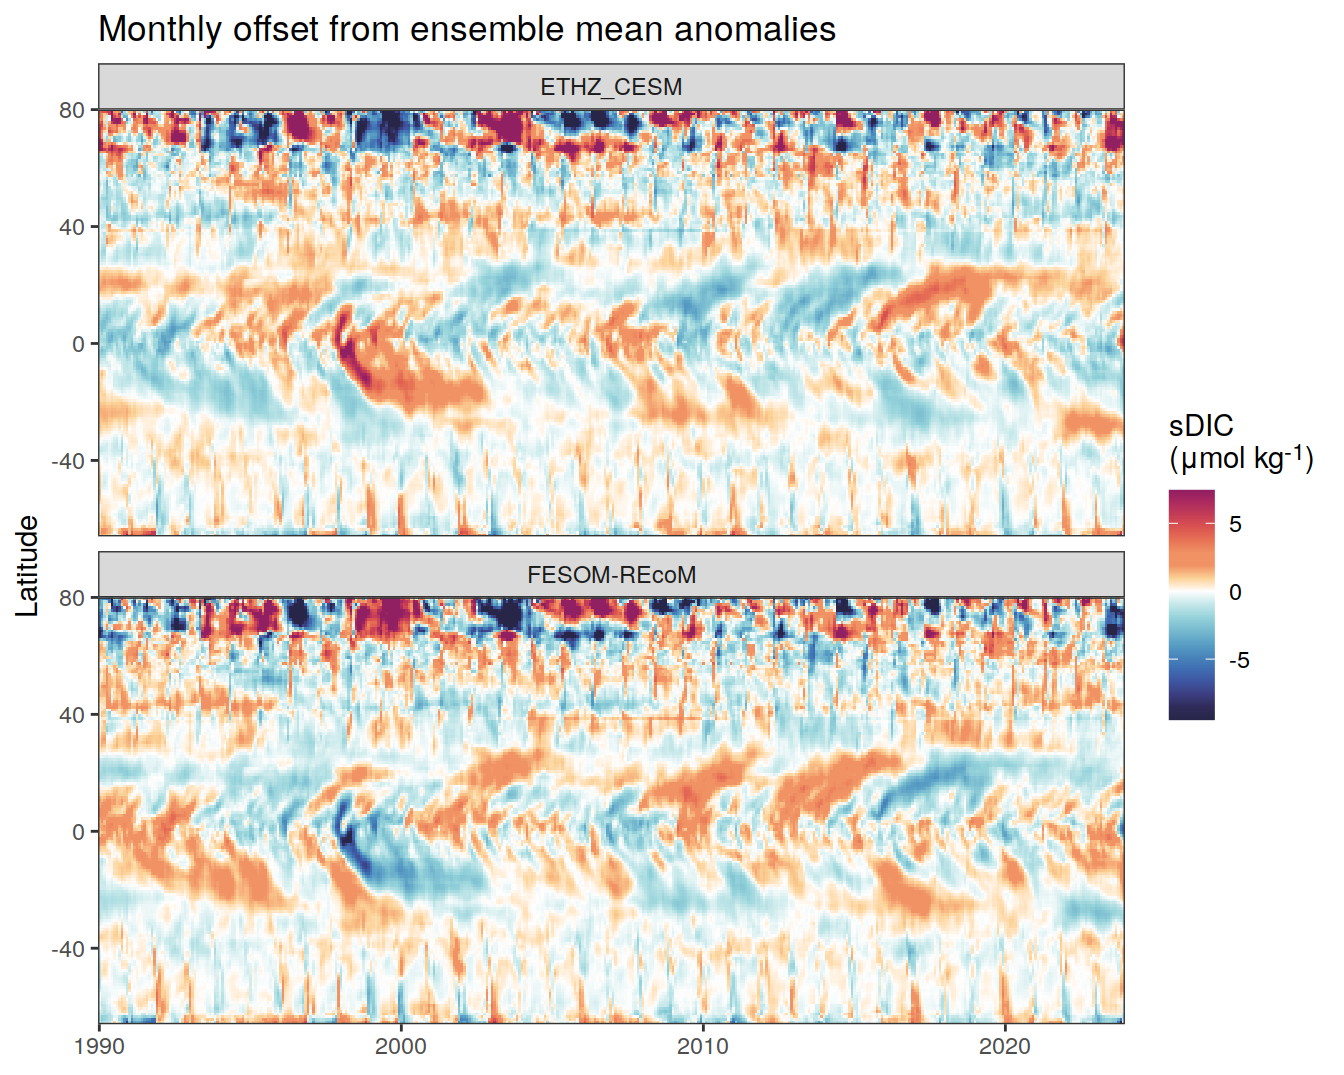 Monthly offset from ensemble mean anomalies
ETHZ_CESM
80
40
0
-40
FESOM-REcoM
80
40
0
-40
1990 2000 2010 2020
Latitude
sDIC
(µmol kg⁻¹)
5
0
-5